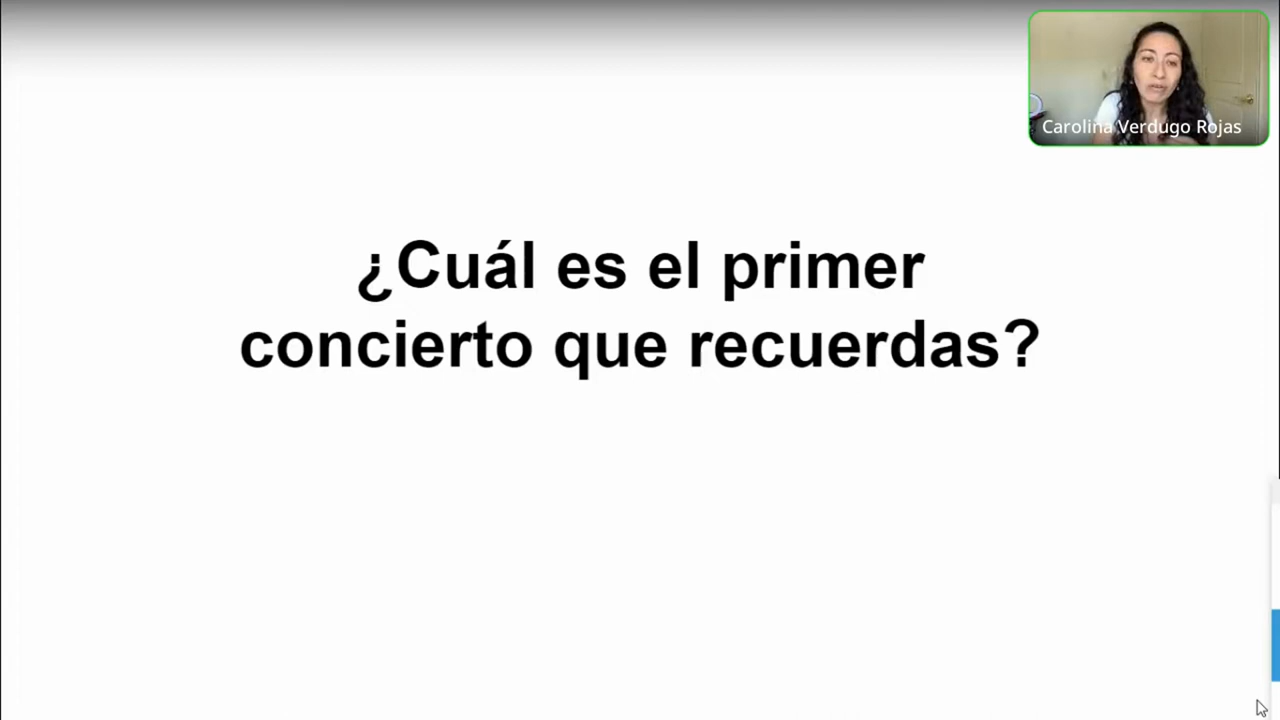 Carolina Verdugo Rojas
¿Cuál es el primer
concierto que recuerdas?